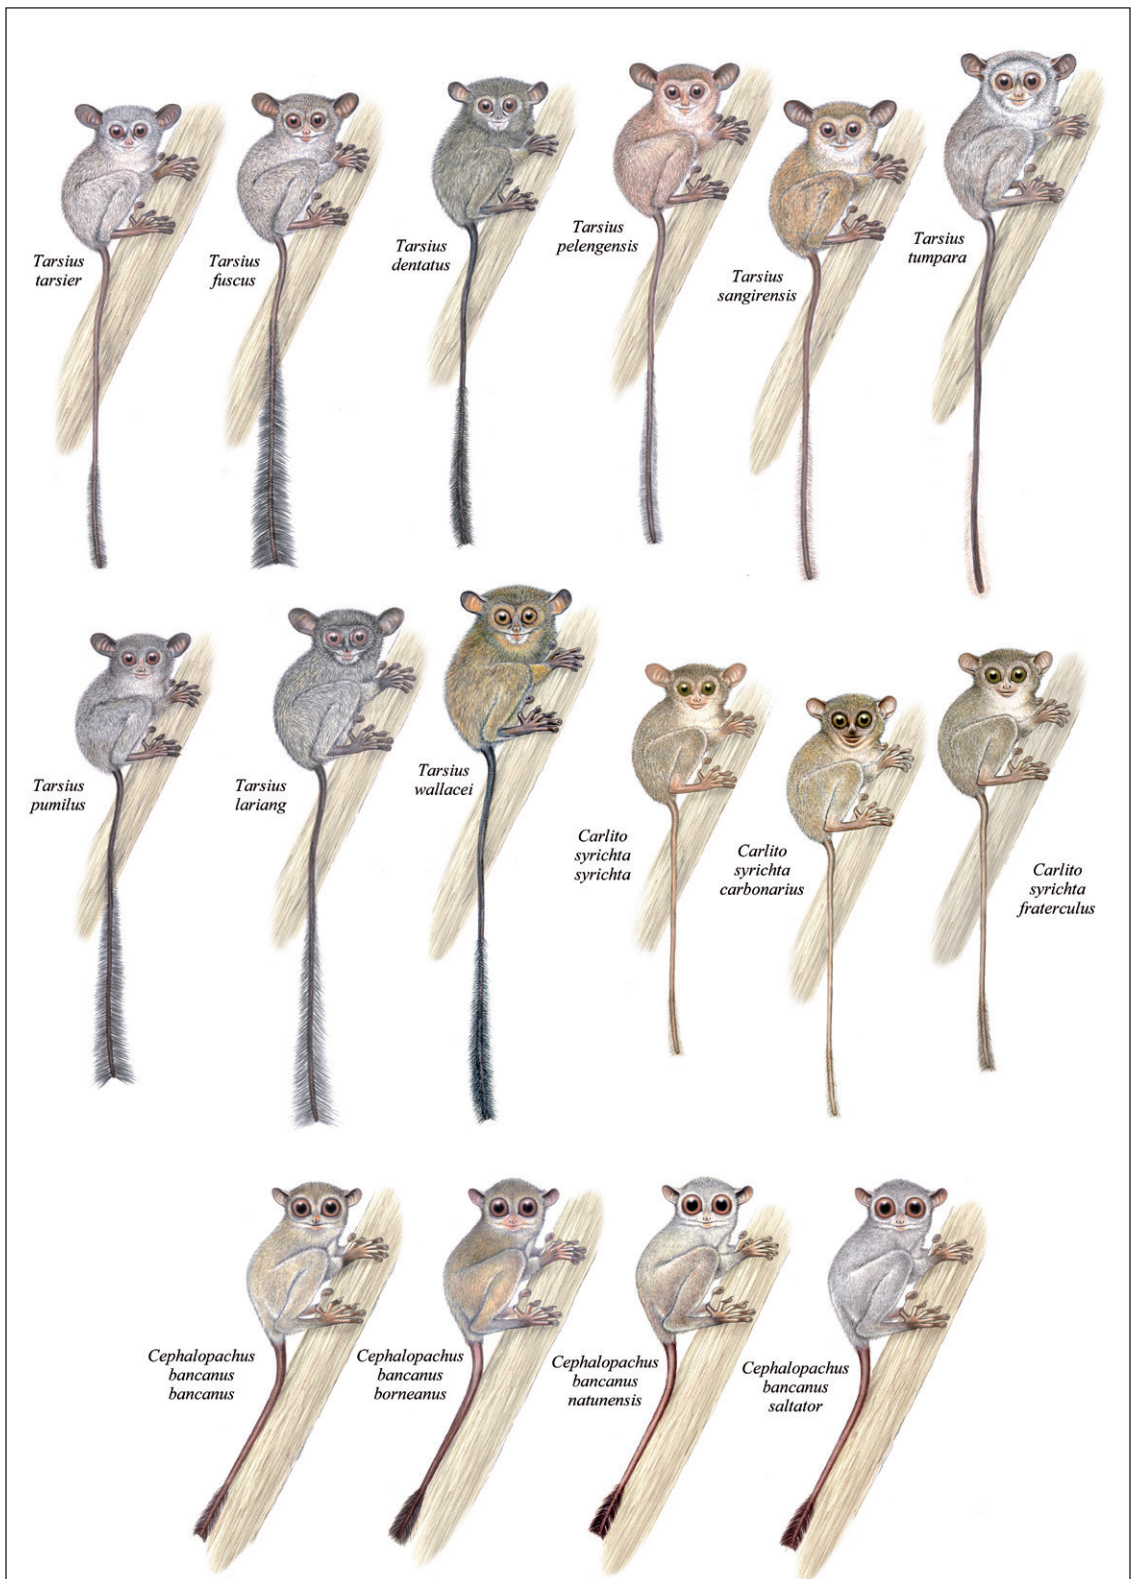 Tarsius
tarsier
Tarsius
fuscus
Tarsius
dentatus
Tarsius
pelengensis
Tarsius
sangirensis
Tarsius
tumpara
Tarsius
pumilus
Tarsius
lariang
Tarsius
wallacei
Carlito
syrichta
syrichta
Carlito
syrichta
carbonarius
Carlito
syrichta
fraterculus
Cephalopachus
bancanus
bancanus
Cephalopachus
bancanus
borneanus
Cephalopachus
bancanus
natunensis
Cephalopachus
bancanus
saltator